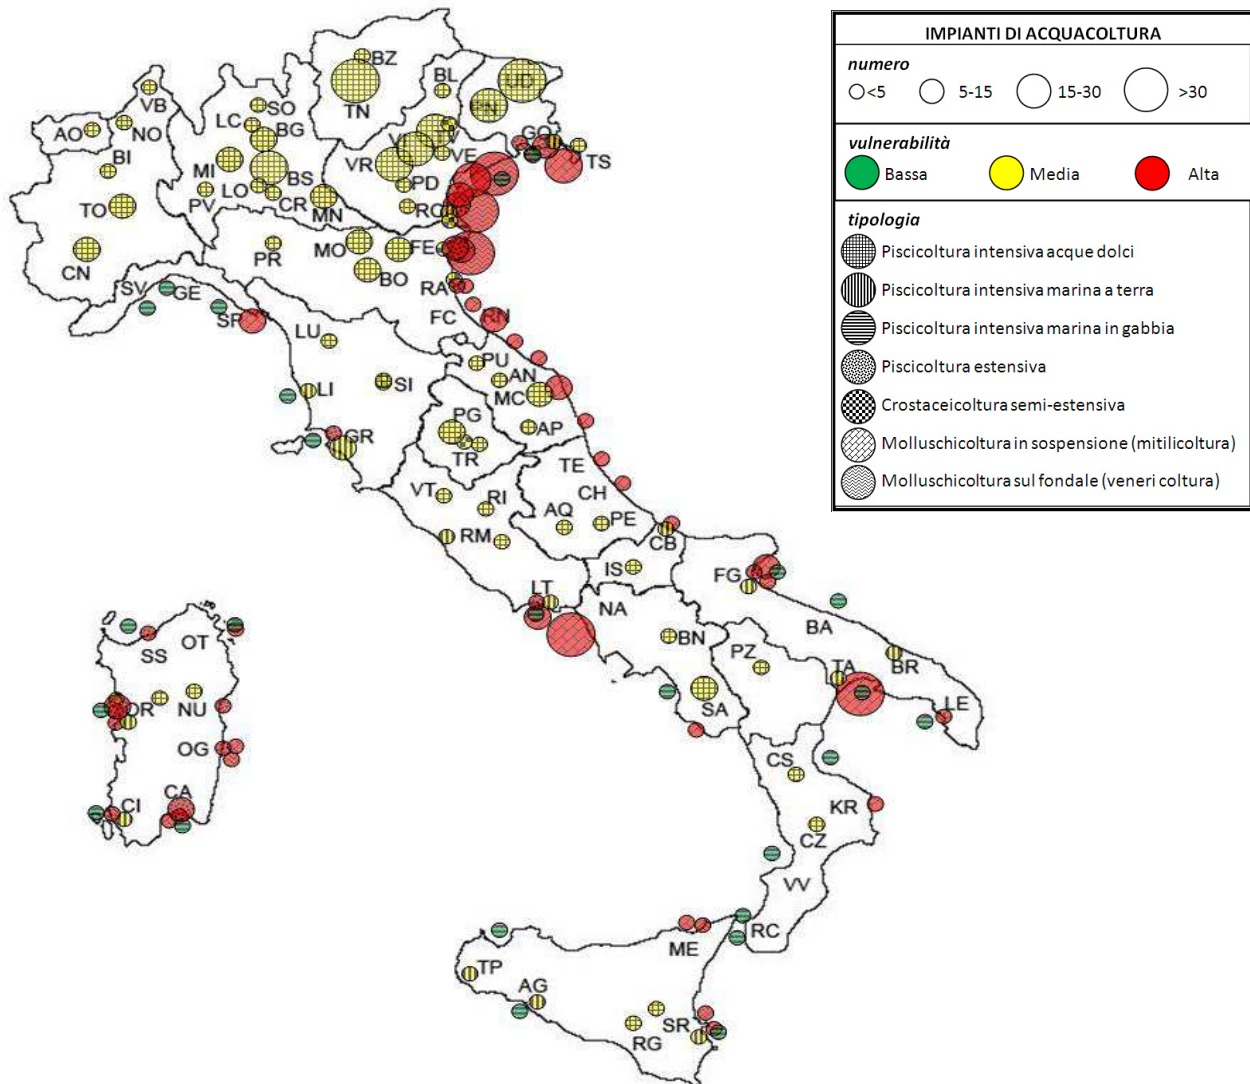 IMPIANTI DI ACQUACOLTURA
numero
<5 5-15 15-30 >30
vulnerabilità
Bassa Media Alta
tipologia
Piscicoltura intensiva acque dolci
Piscicoltura intensiva marina a terra
Piscicoltura intensiva marina in gabbia
Piscicoltura estensiva
Crostaceicoltura semi-estensiva
Molluschicoltura in sospensione (mitilicoltura)
Molluschicoltura sul fondale (veneri coltura)
BZ
BL
UD
TN
PN
VB
SO
AO
NO
LC
BG
GO
TS
BI
MI
VR
VE
BS
PD
TO
PV
LO
CR
MN
RO
MO
FE
PR
CN
BO
SV
GE
RA
SP
FC
RN
LU
PU
LI
SI
AN
MC
PG
GR
AP
TR
TE
VT
RI
CH
AQ
PE
RM
CB
IS
FG
LT
NA
BA
BN
SS
OT
PZ
BR
TA
OR
NU
SA
LE
OG
CS
CA
CI
KR
CZ
VV
RC
ME
TP
AG
SR
RG